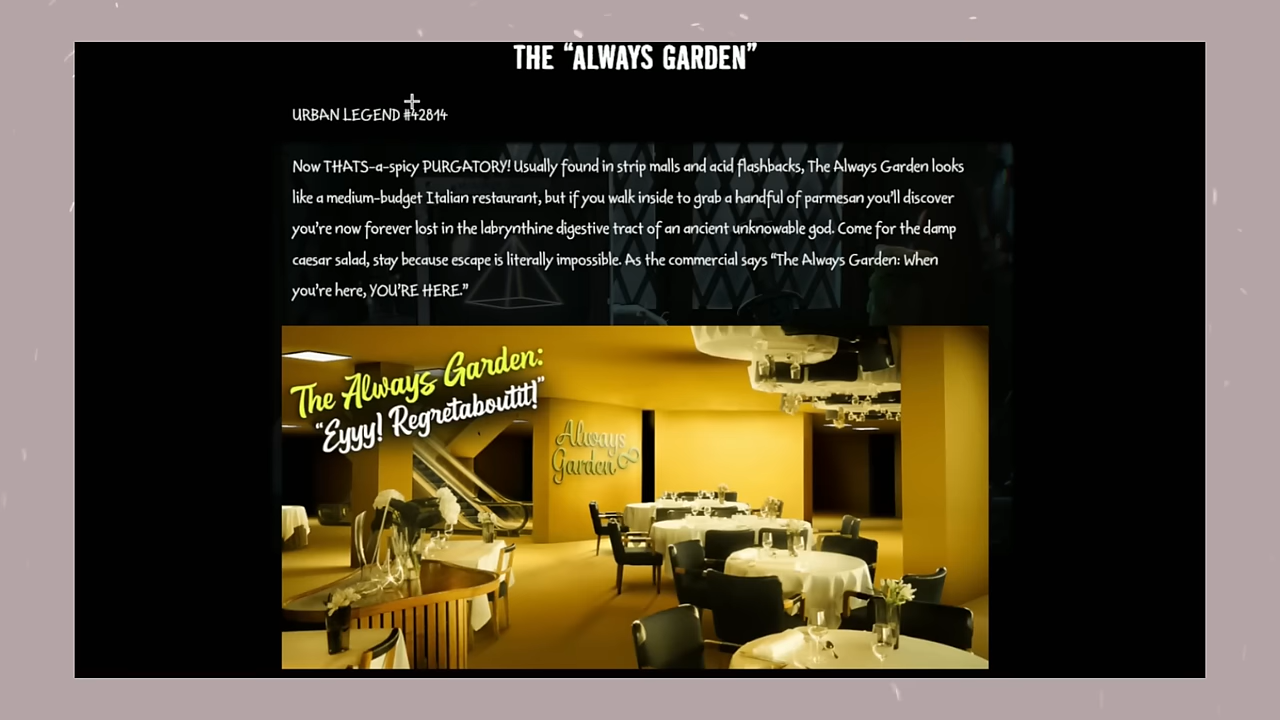 THE “ALWAYS GARDEN”
URBAN LEGEND #42814
Now THATS-a-spicy PURGATORY! Usually found in strip malls and acid flashbacks, The Always Garden looks
like a medium-budget Italian restaurant, but if you walk inside to grab a handful of parmesan you’ll discover
you’re now forever lost in the labrynthine digestive tract of an ancient unknowable god. Come for the damp
caesar salad, stay because escape is literally impossible. As the commercial says “The Always Garden: When
you’re here, YOU’RE HERE.”
The Always Garden:
“Eyyy! Regretaboutit!”
Always
Garden